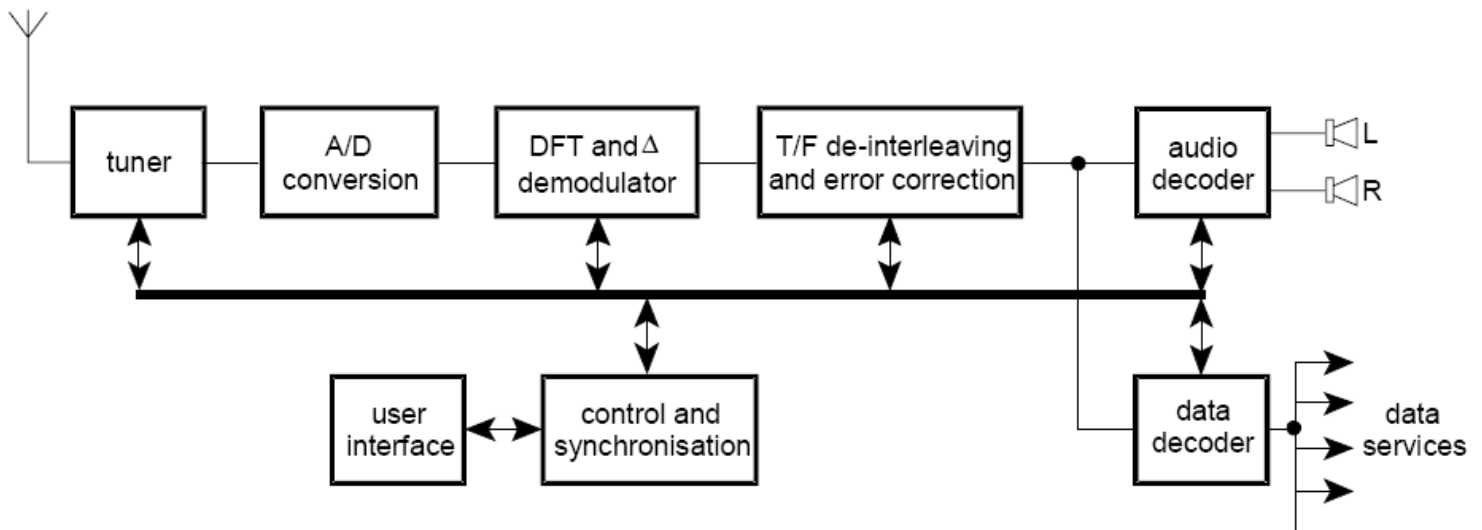 tuner
A/D
conversion
DFT and Δ
demodulator
T/F de-interleaving
and error correction
audio
decoder
L
R
user
interface
control and
synchronisation
data
decoder
data
services